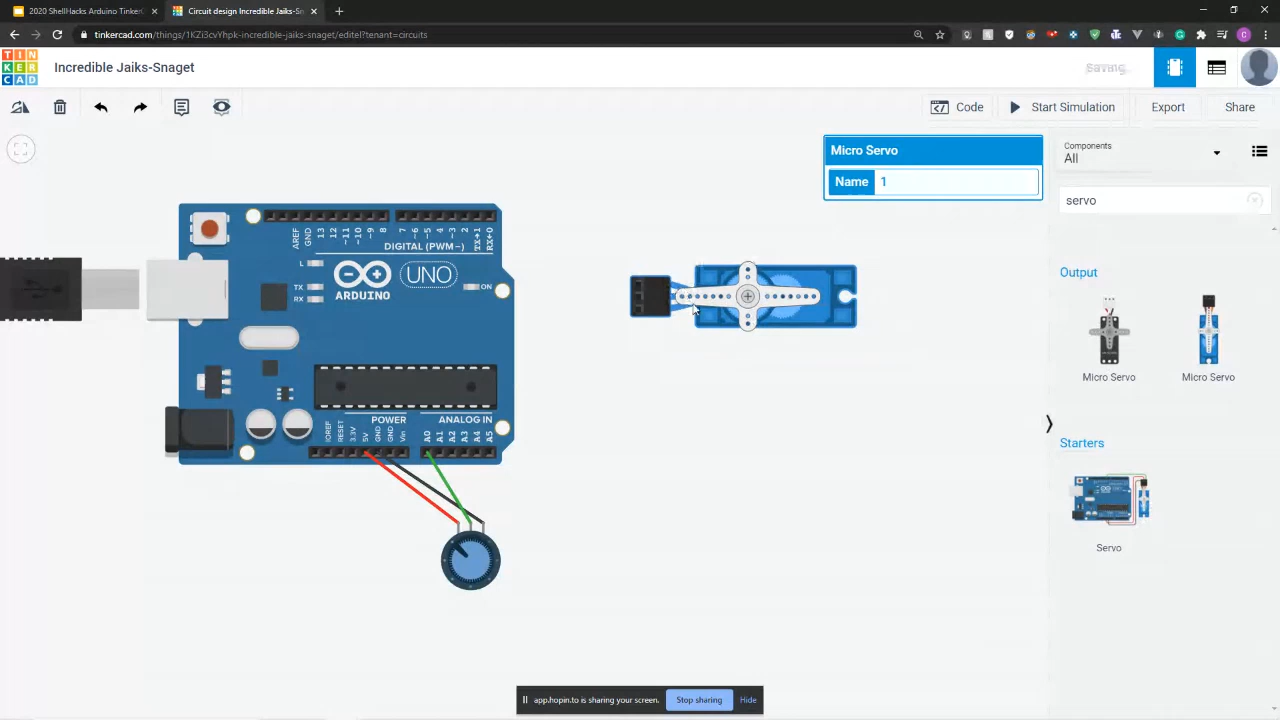 2020 ShellHacks Arduino TinkerC
Circuit design Incredible Jaiks-Sn
tinkercad.com/things/1KZi3cvYhpk-incredible-jaiks-snaget/editel?tenant=circuits
TIN
KER
CAD
Incredible Jaiks-Snaget
Saving
Code
Start Simulation
Export
Share
Micro Servo
Name 1
Components
All
servo
Output
Micro Servo
Micro Servo
Starters
Servo
AREF
GND
13
12
~11
~10
~9
8
7
~6
~5
4
~3
2
TX→1
RX←0
DIGITAL (PWM~)
L
TX
RX
ARDUINO
UNO
ON
POWER
ANALOG IN
IOREF
RESET
3.3V
5V
GND
GND
Vin
A0
A1
A2
A3
A4
A5
app.hopin.to is sharing your screen.
Stop sharing
Hide